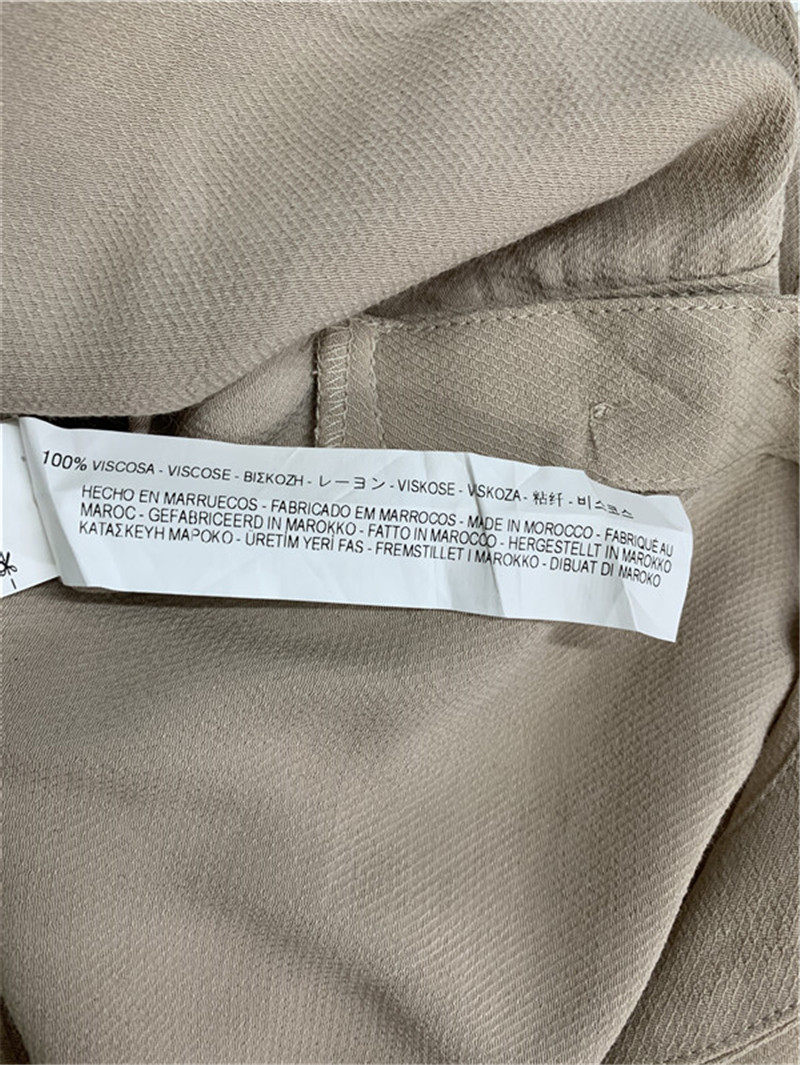 100% VISCOSA - VISCOSE - ΒΙΣΚΟΖΗ - レーヨン - VISKOSE - VISKOZA - 粘纤 - 비스코스
HECHO EN MARRUECOS - FABRICADO EM MARROCOS - MADE IN MOROCCO - FABRIQUÉ AU
MAROC - GEFABRICEERD IN MAROKKO - FATTO IN MAROCCO - HERGESTELLT IN MAROKKO
ΚΑΤΑΣΚΕΥΗ ΜΑΡΟΚΟ - ÜRETİM YERİ FAS - FREMSTILLET I MAROKKO - DIBUAT DI MAROKO